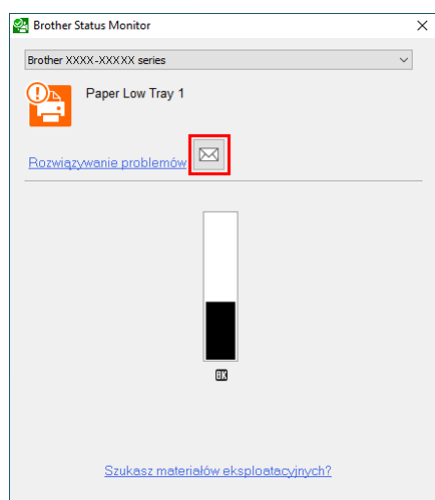 Brother Status Monitor
Brother XXXX-XXXXX series
Paper Low Tray 1
Rozwiązywanie problemów
BK
Szukasz materiałów eksploatacyjnych?